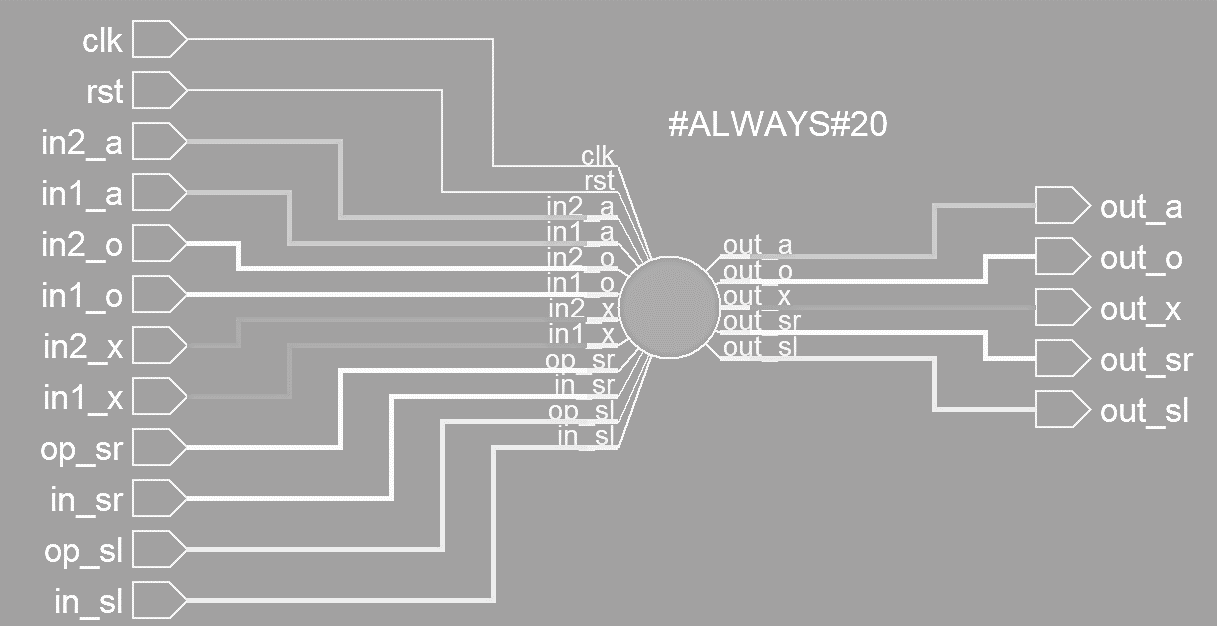 clk
rst
in2_a
in1_a
in2_o
in1_o
in2_x
in1_x
op_sr
in_sr
op_sl
in_sl
#ALWAYS#20
clk
rst
in2_a
in1_a
in2_o
in1_o
in2_x
in1_x
op_sr
in_sr
op_sl
in_sl
out_a
out_o
out_x
out_sr
out_sl
out_a
out_o
out_x
out_sr
out_sl